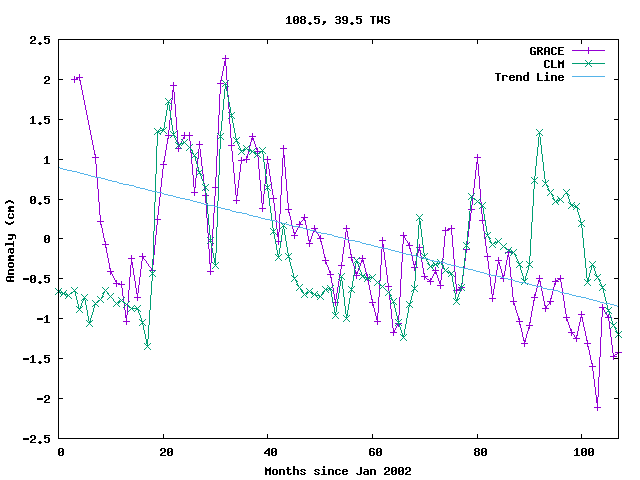 108.5, 39.5 TWS
GRACE
CLM
Trend Line
2.5
2
1.5
1
0.5
0
-0.5
-1
-1.5
-2
-2.5
Anomaly (cm)
0 20 40 60 80 100
Months since Jan 2002